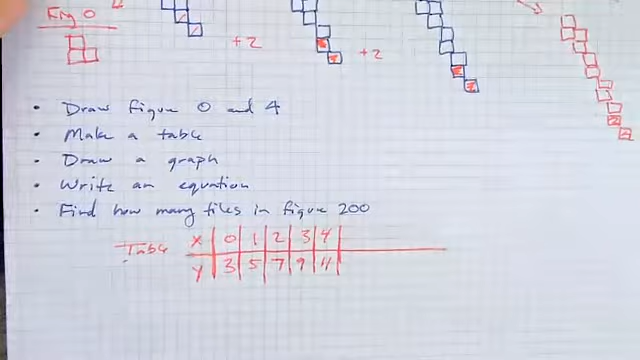 Fig 0
+2
+2
• Draw figure 0 and 4
• Make a table
• Draw a graph
• Write an equation
• Find how many tiles in figure 200
Table x 0 1 2 3 4
y 3 5 7 9 11